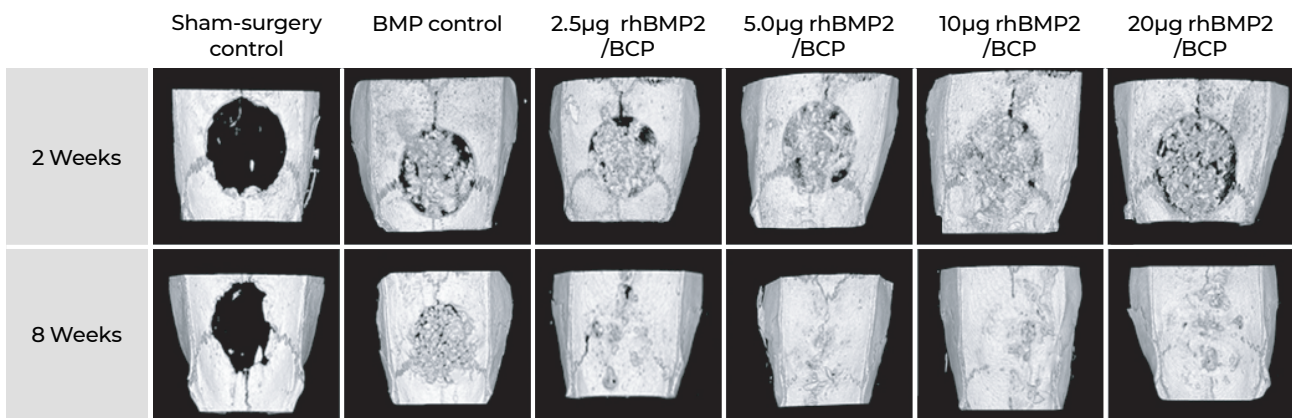 Sham-surgery
control
BMP control
2.5µg rhBMP2
/BCP
5.0µg rhBMP2
/BCP
10µg rhBMP2
/BCP
20µg rhBMP2
/BCP
2 Weeks
8 Weeks